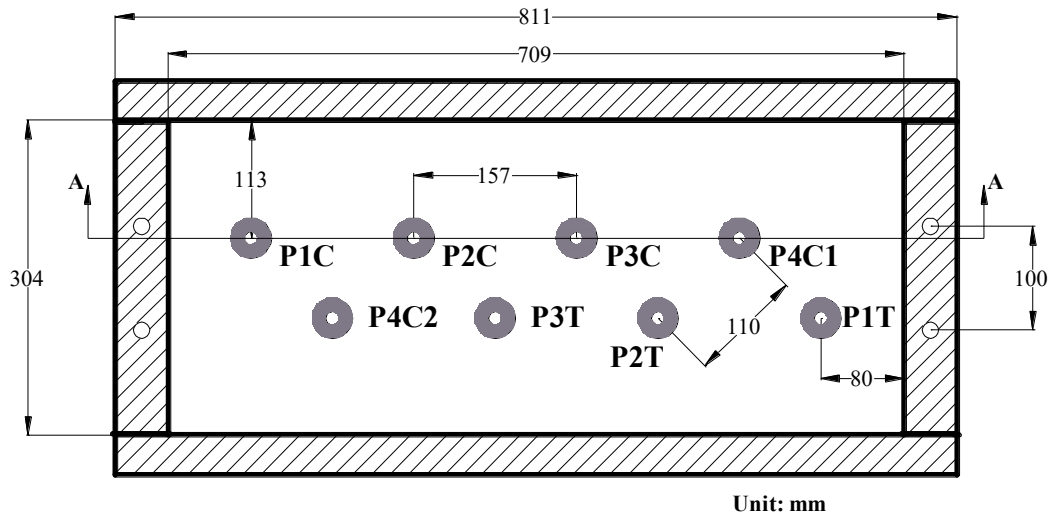 811
709
A
A
113
157
P1C
P2C
P3C
P4C1
304
100
P4C2
P3T
P2T
110
P1T
80
Unit: mm